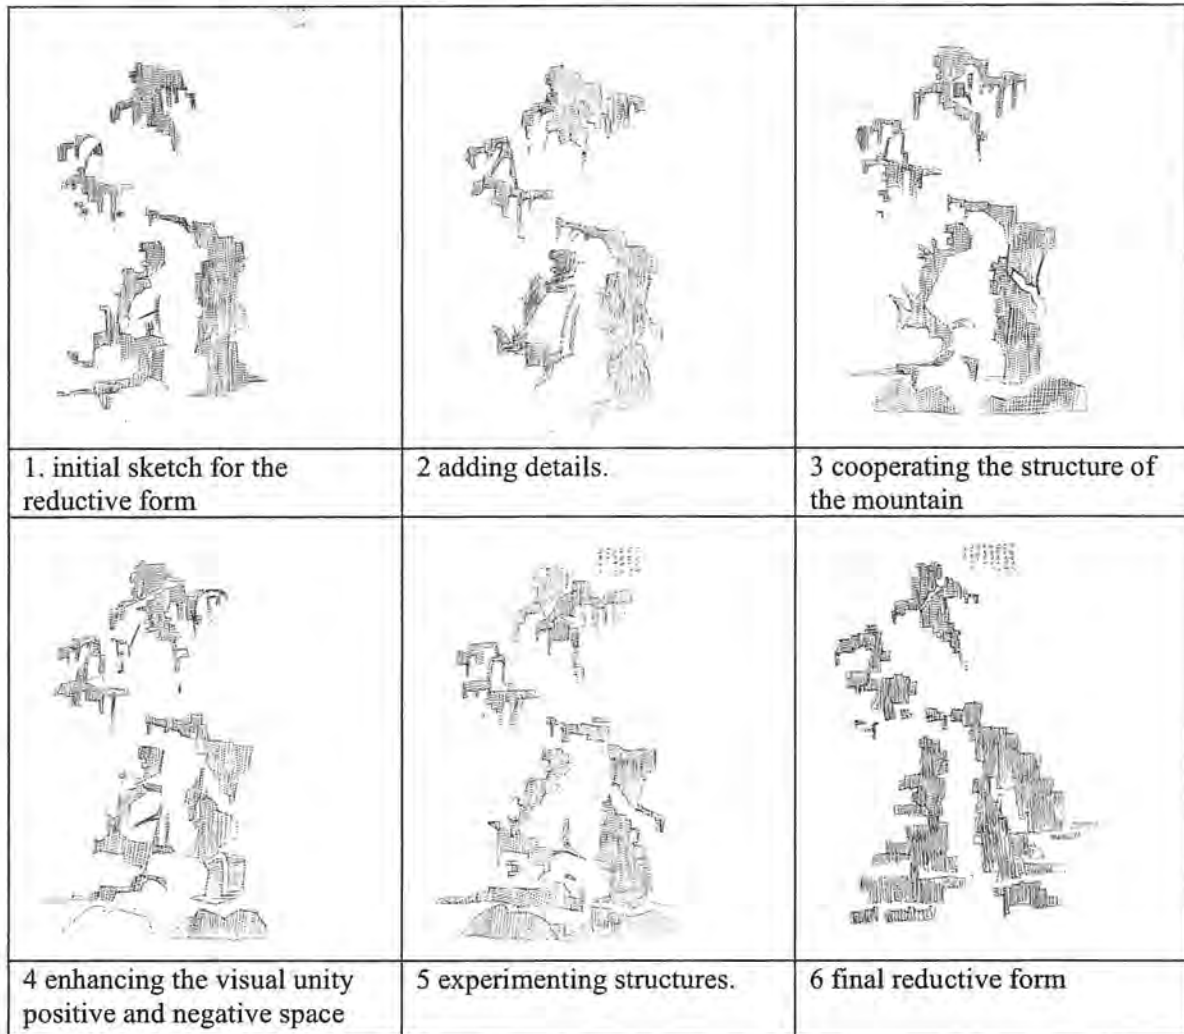 1. initial sketch for the
reductive form
2 adding details.
3 cooperating the structure of
the mountain
4 enhancing the visual unity
positive and negative space
5 experimenting structures.
6 final reductive form